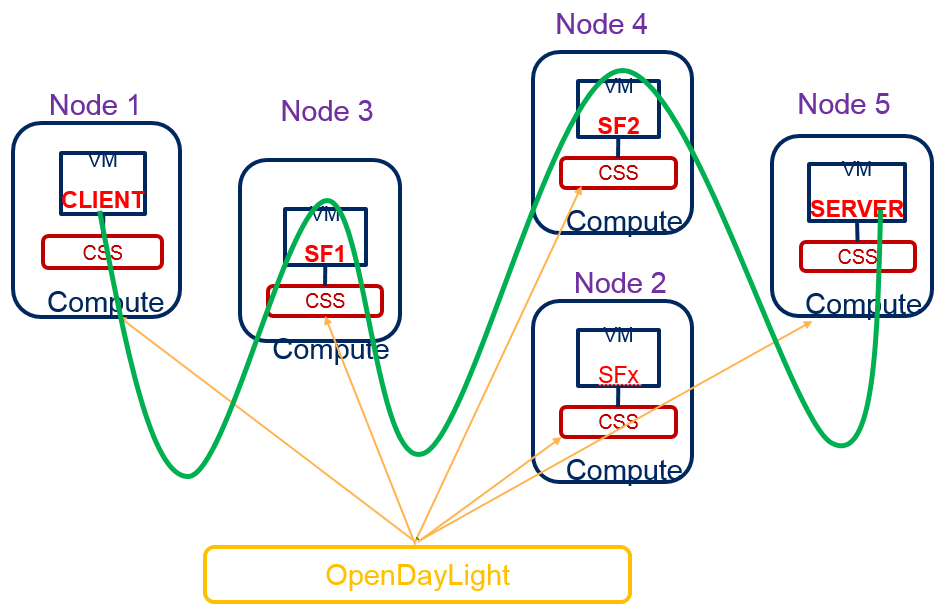 Node 1
VM
CLIENT
CSS
Compute
Node 3
VM
SF1
CSS
Compute
Node 4
VM
SF2
CSS
Compute
Node 2
VM
SFx
CSS
Compute
Node 5
VM
SERVER
CSS
Compute
OpenDayLight